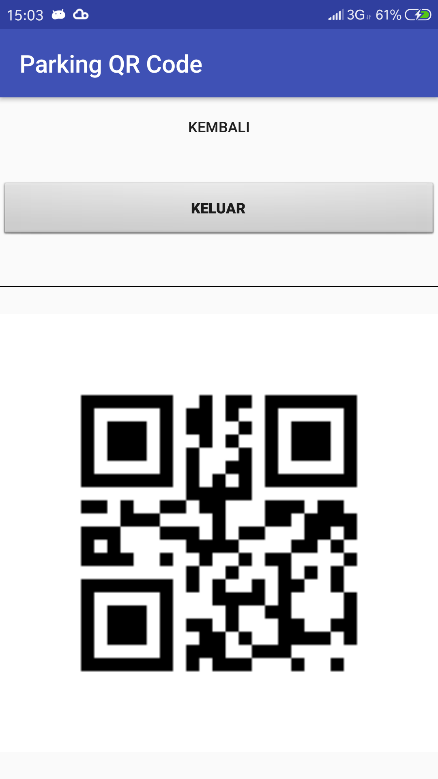 15:03 3G 61%
Parking QR Code
KEMBALI
KELUAR